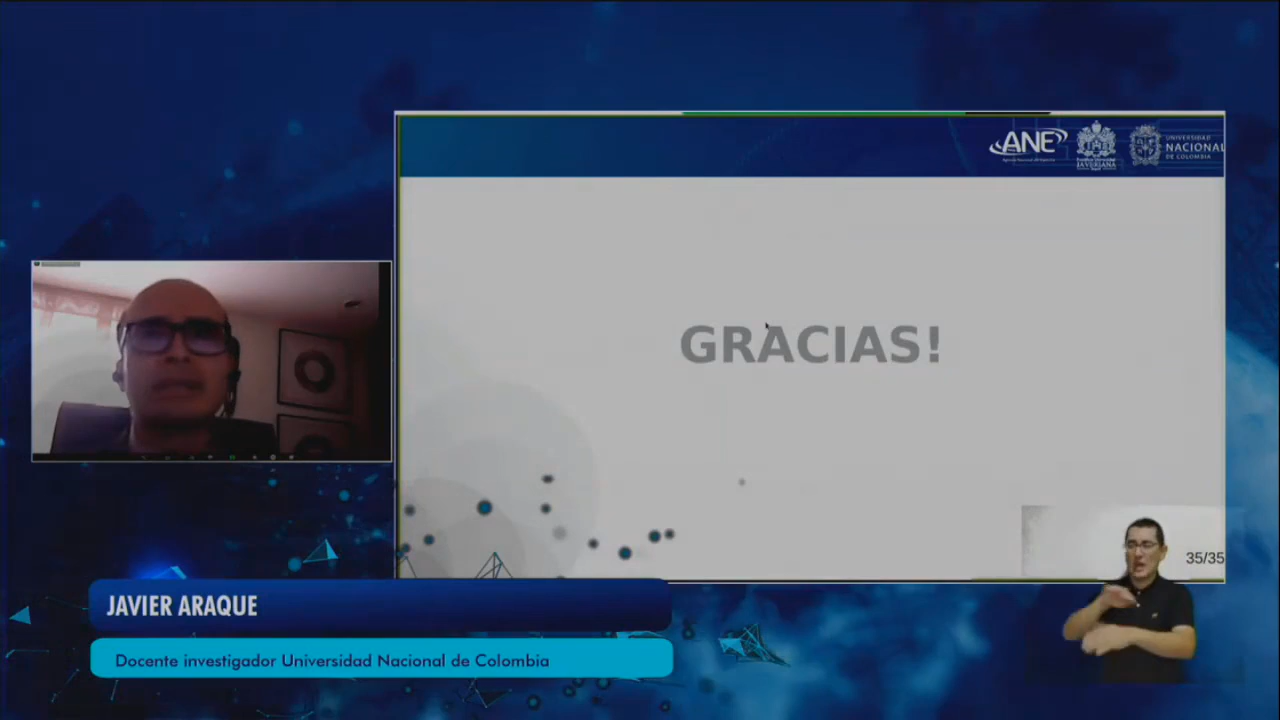 ANE
UNIVERSIDAD
NACIONAL
DE COLOMBIA
JAVERIANA
GRACIAS!
35/35
JAVIER ARAQUE
Docente investigador Universidad Nacional de Colombia